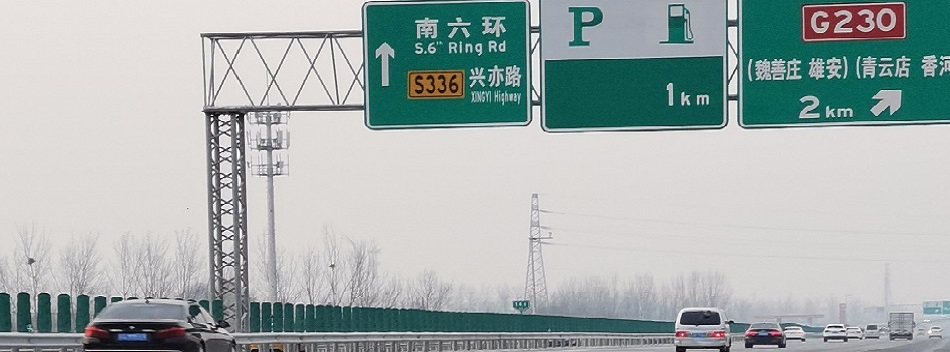 南六环
S.6th Ring Rd
S336 兴亦路
XINGYI Highway
P
1km
G230
(魏善庄 雄安)(青云店 香河
2km